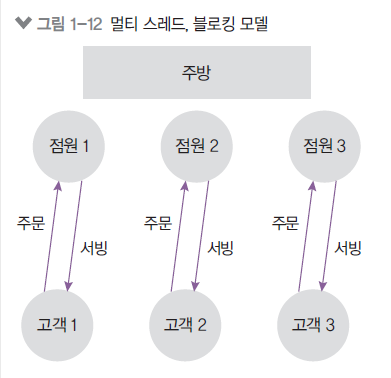 그림 1-12 멀티 스레드, 블로킹 모델
주방
점원 1 점원 2 점원 3
주문 주문 주문
서빙 서빙 서빙
고객 1 고객 2 고객 3